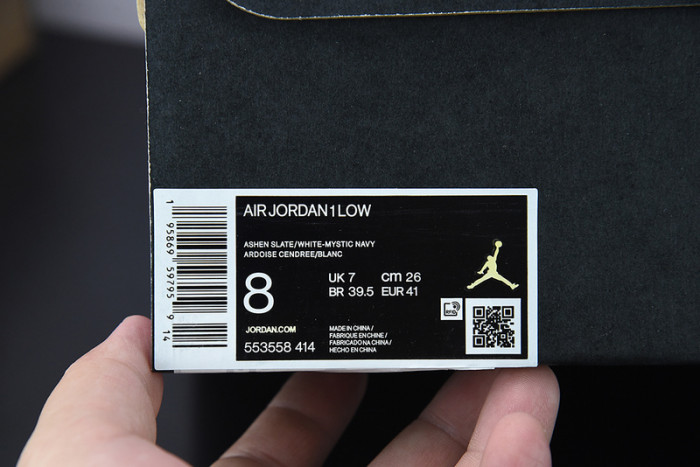 AIR JORDAN 1 LOW
ASHEN SLATE/WHITE-MYSTIC NAVY
ARDOISE CENDREE/BLANC
8
UK 7 cm 26
BR 39.5 EUR 41
JORDAN.COM
553558 414
MADE IN CHINA /
FABRIQUE EN CHINE /
FABRICADO NA CHINA /
HECHO EN CHINA
1 95869 59795 9 14